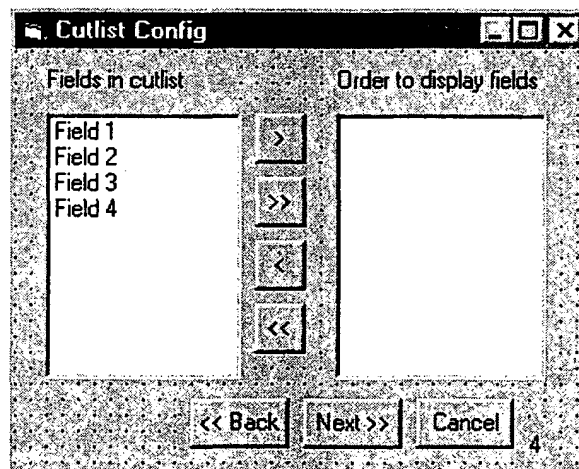 Cutlist Config
Fields in cutlist
Order to display fields
Field 1
Field 2
Field 3
Field 4
>
>>
<
<<
<< Back
Next >>
Cancel
4